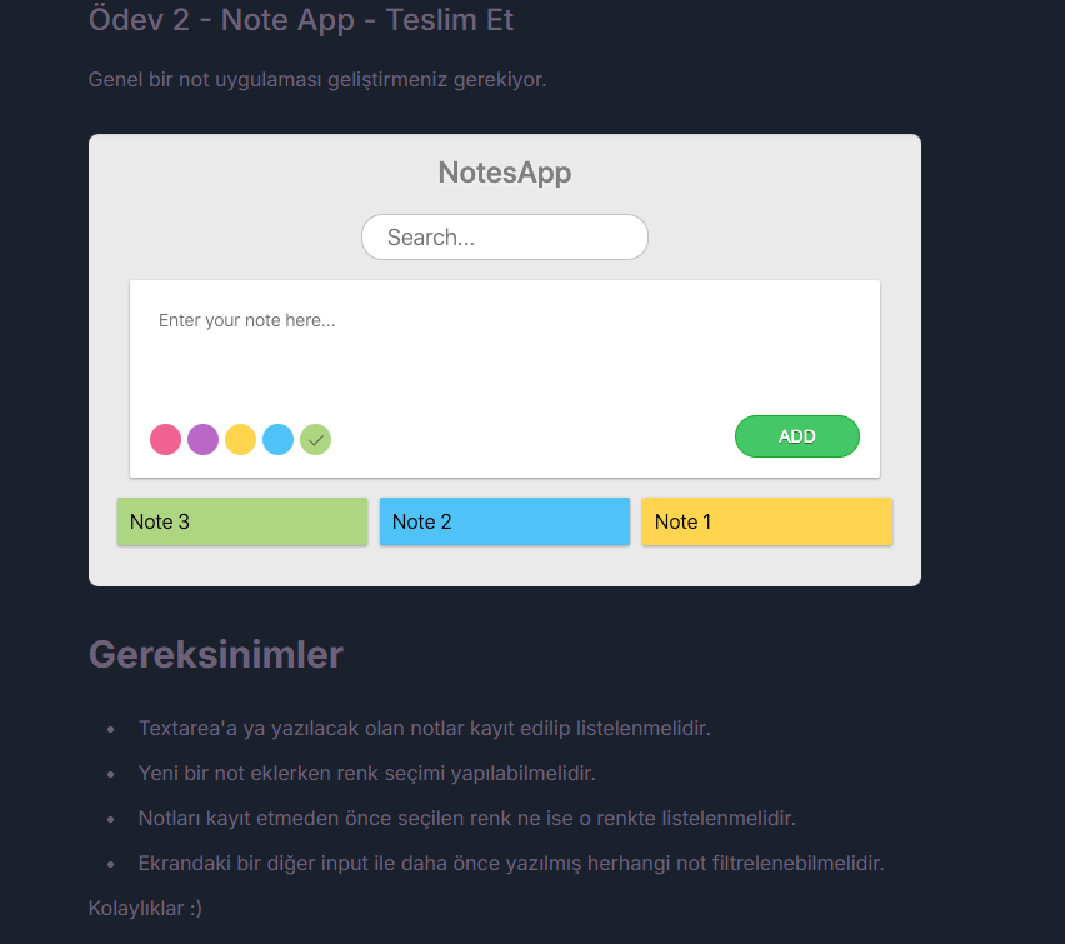 Ödev 2 - Note App - Teslim Et
Genel bir not uygulaması geliştirmeniz gerekiyor.
NotesApp
Search...
Enter your note here...
ADD
Note 3
Note 2
Note 1
Gereksinimler
Textarea'a ya yazılacak olan notlar kayıt edilip listelenmelidir.
Yeni bir not eklerken renk seçimi yapılabilmelidir.
Notları kayıt etmeden önce seçilen renk ne ise o renkte listelenmelidir.
Ekrandaki bir diğer input ile daha önce yazılmış herhangi not filtrelenebilmelidir.
Kolaylıklar :)